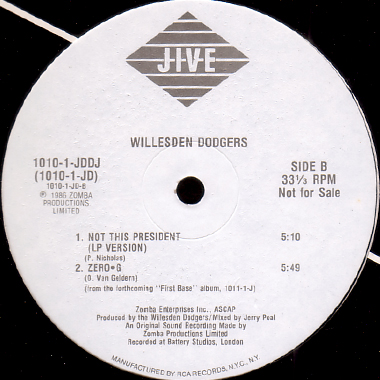 JIVE
WILLESDEN DODGERS
1010-1-JDDJ
(1010-1-JD)
1010-1-JD-B
℗ 1986 ZOMBA
PRODUCTIONS
LIMITED
SIDE B
33⅓ RPM
Not for Sale
1. NOT THIS PRESIDENT 5:10
(LP VERSION)
(P. Nicholas)
2. ZERO•G 5:49
(G. Van Gelders)
(from the forthcoming "First Base" album, 1011-1-J)
Zomba Enterprises Inc., ASCAP
Produced by the Willesden Dodgers/Mixed by Jerry Peal
An Original Sound Recording Made by
Zomba Productions Limited
Recorded at Battery Studios, London
MANUFACTURED BY RCA RECORDS, N.Y.C., N.Y.